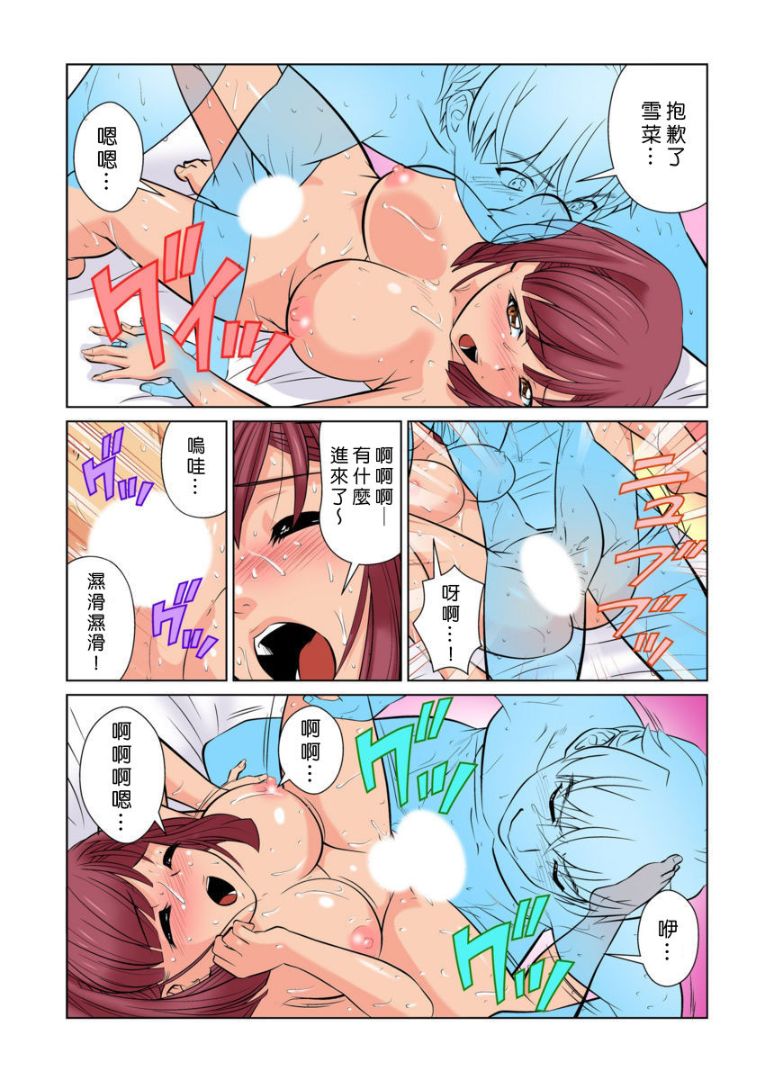 抱歉了
雪菜…
嗯嗯…
グイッ
ニュブブッ
呀啊…！
啊啊啊—
有什麼
進來了～
嗚哇…
グッ
グッ
濕滑濕滑！
咿…
グッ
グッ
啊啊…
啊啊啊嗯…